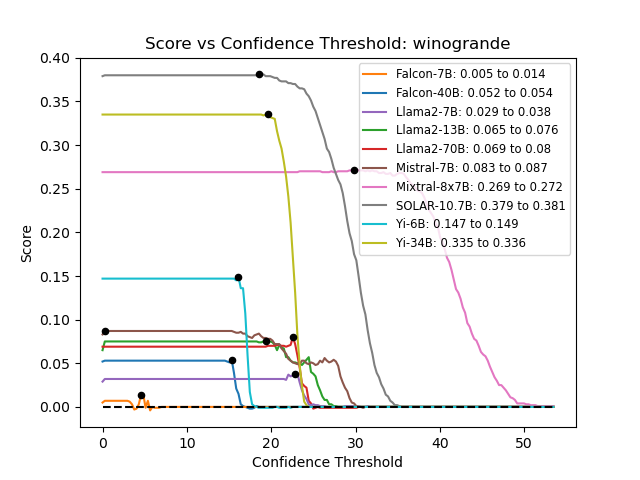 Score vs Confidence Threshold: winogrande
Score
0.40
0.35
0.30
0.25
0.20
0.15
0.10
0.05
0.00
Falcon-7B: 0.005 to 0.014
Falcon-40B: 0.052 to 0.054
Llama2-7B: 0.029 to 0.038
Llama2-13B: 0.065 to 0.076
Llama2-70B: 0.069 to 0.08
Mistral-7B: 0.083 to 0.087
Mixtral-8x7B: 0.269 to 0.272
SOLAR-10.7B: 0.379 to 0.381
Yi-6B: 0.147 to 0.149
Yi-34B: 0.335 to 0.336
0 10 20 30 40 50
Confidence Threshold